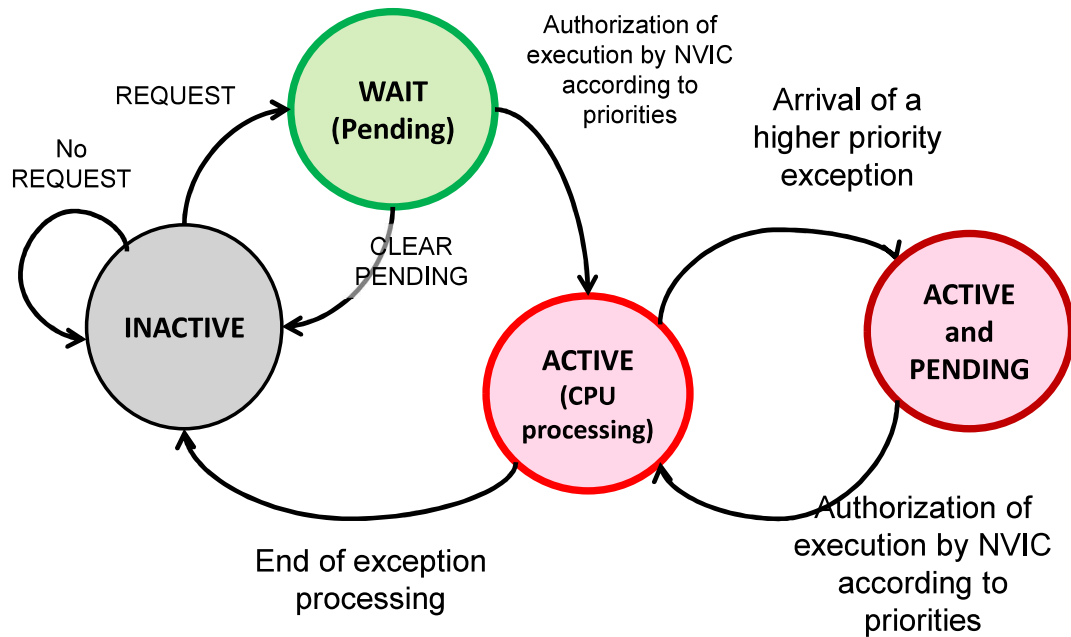 Authorization of
execution by NVIC
according to
priorities
REQUEST
WAIT
(Pending)
Arrival of a
higher priority
exception
No
REQUEST
CLEAR
PENDING
INACTIVE
ACTIVE
(CPU
processing)
ACTIVE
and
PENDING
End of exception
processing
Authorization of
execution by NVIC
according to
priorities